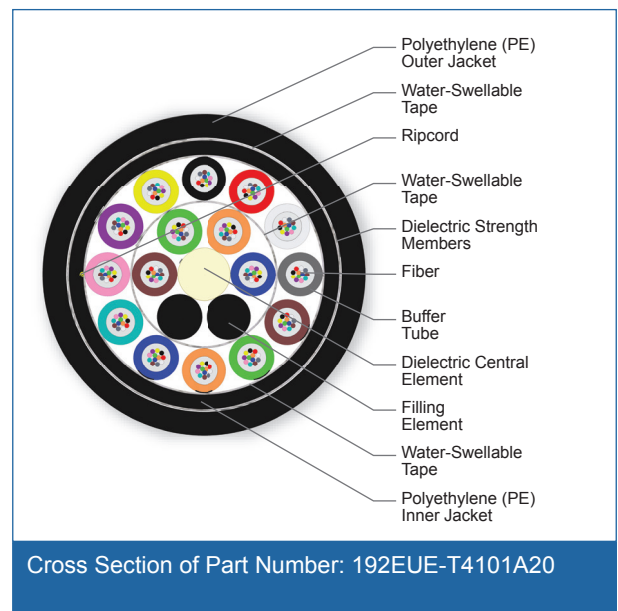 Polyethylene (PE)
Outer Jacket
Water-Swellable
Tape
Ripcord
Water-Swellable
Tape
Dielectric Strength
Members
Fiber
Buffer
Tube
Dielectric Central
Element
Filling
Element
Water-Swellable
Tape
Polyethylene (PE)
Inner Jacket
Cross Section of Part Number: 192EUE-T4101A20